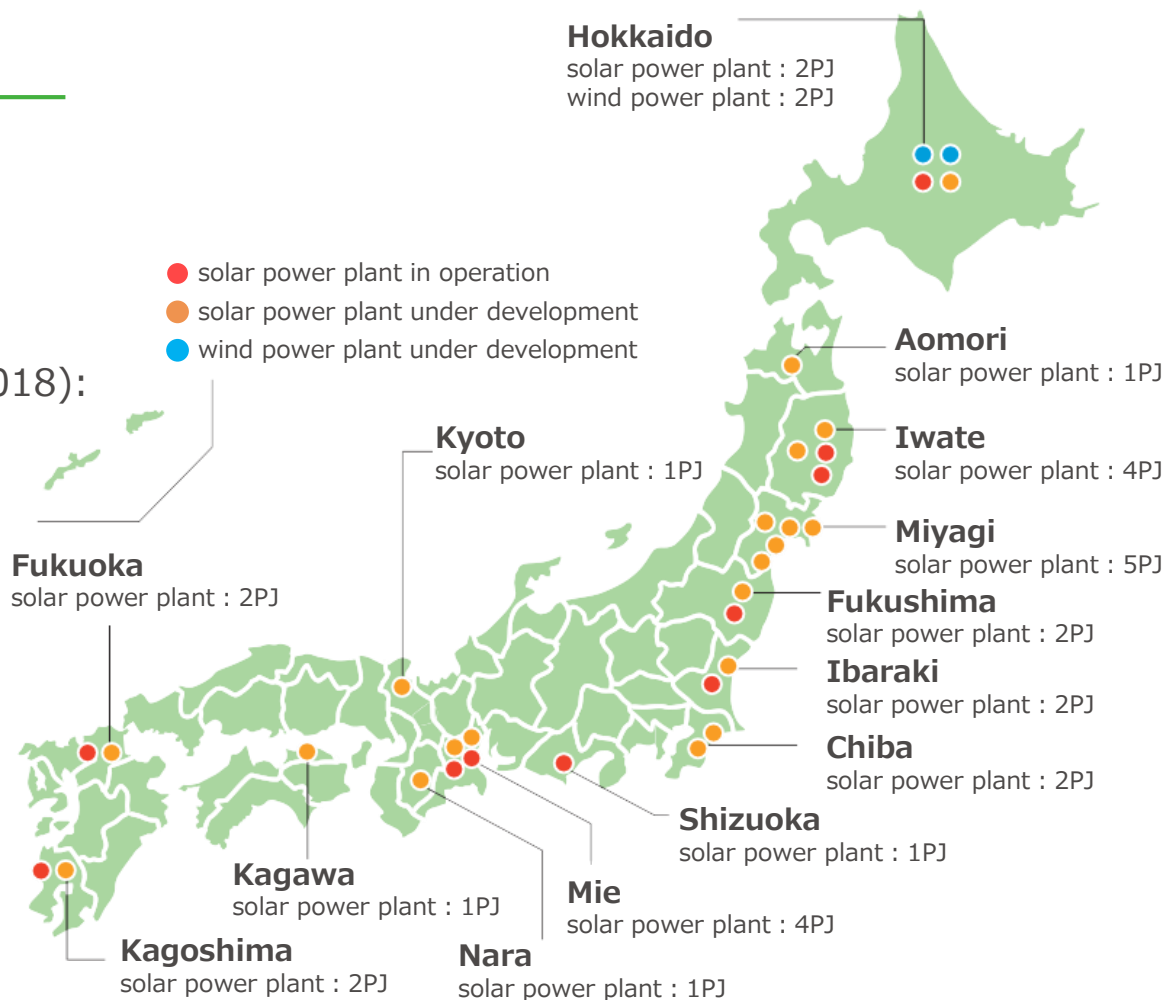 Hokkaido
solar power plant : 2PJ
wind power plant : 2PJ
solar power plant in operation
solar power plant under development
wind power plant under development
018):
Aomori
solar power plant : 1PJ
Kyoto
solar power plant : 1PJ
Iwate
solar power plant : 4PJ
Miyagi
solar power plant : 5PJ
Fukuoka
solar power plant : 2PJ
Fukushima
solar power plant : 2PJ
Ibaraki
solar power plant : 2PJ
Chiba
solar power plant : 2PJ
Shizuoka
solar power plant : 1PJ
Kagawa
solar power plant : 1PJ
Mie
solar power plant : 4PJ
Kagoshima
solar power plant : 2PJ
Nara
solar power plant : 1PJ